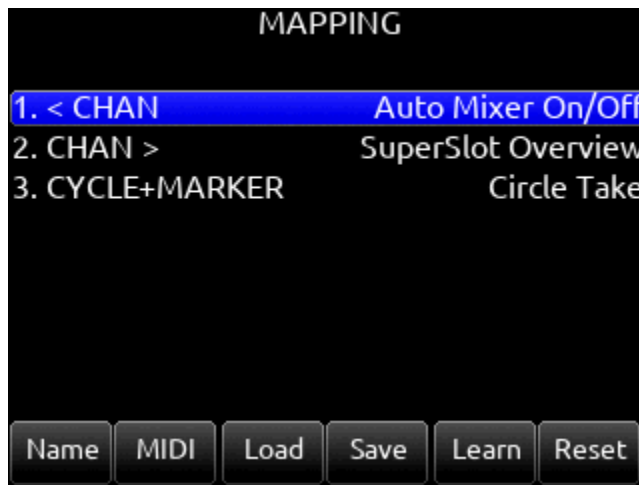 MAPPING
1. < CHAN Auto Mixer On/Off
2. CHAN > SuperSlot Overview
3. CYCLE+MARKER Circle Take
Name MIDI Load Save Learn Reset